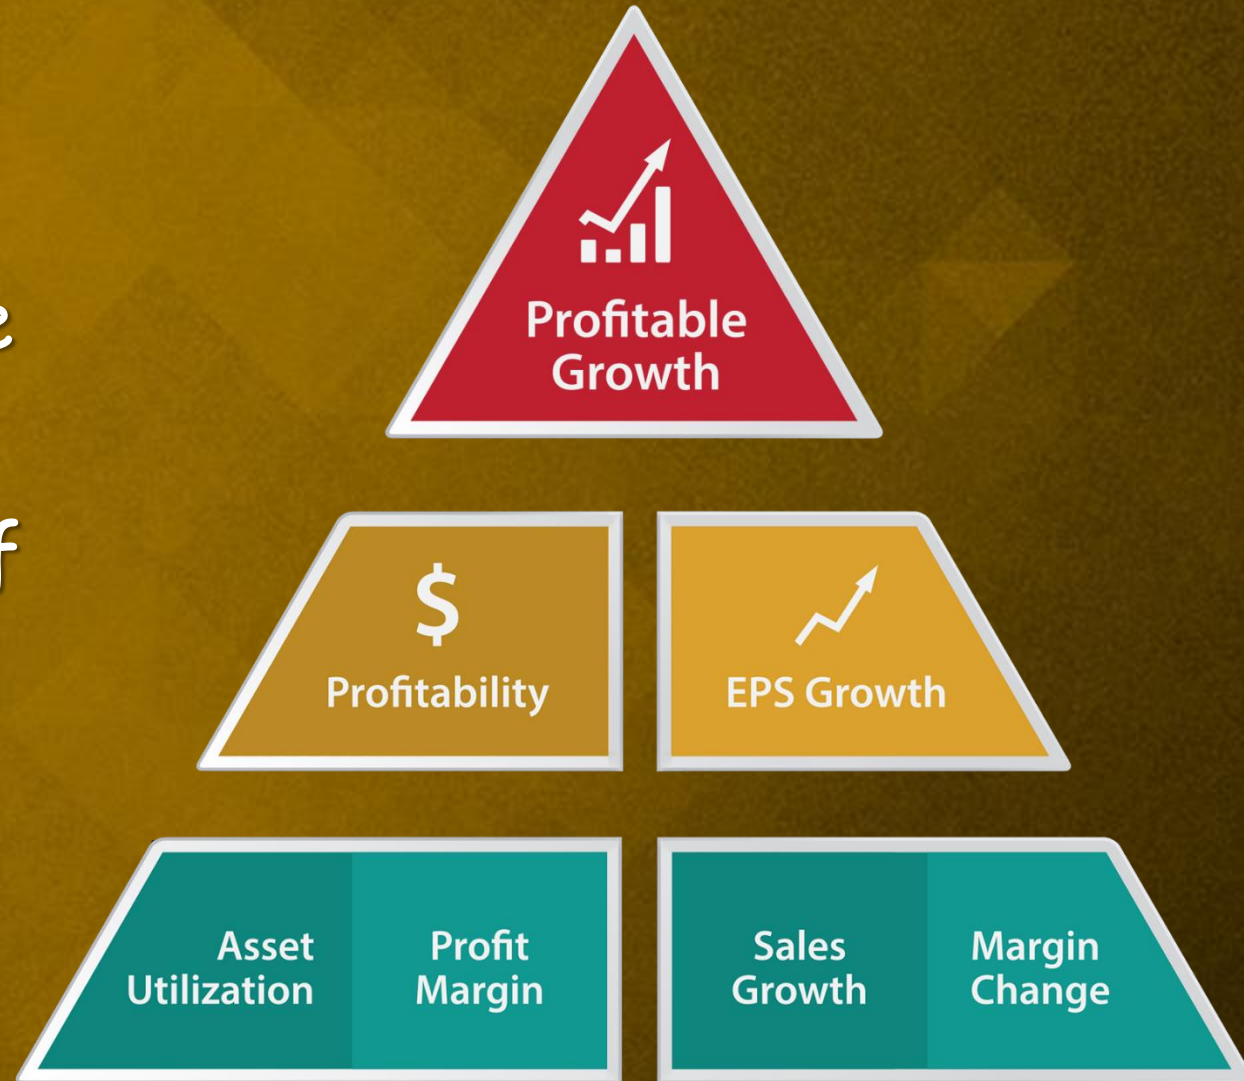 Profitable
Growth
$
Profitability
EPS Growth
Asset
Utilization
Profit
Margin
Sales
Growth
Margin
Change